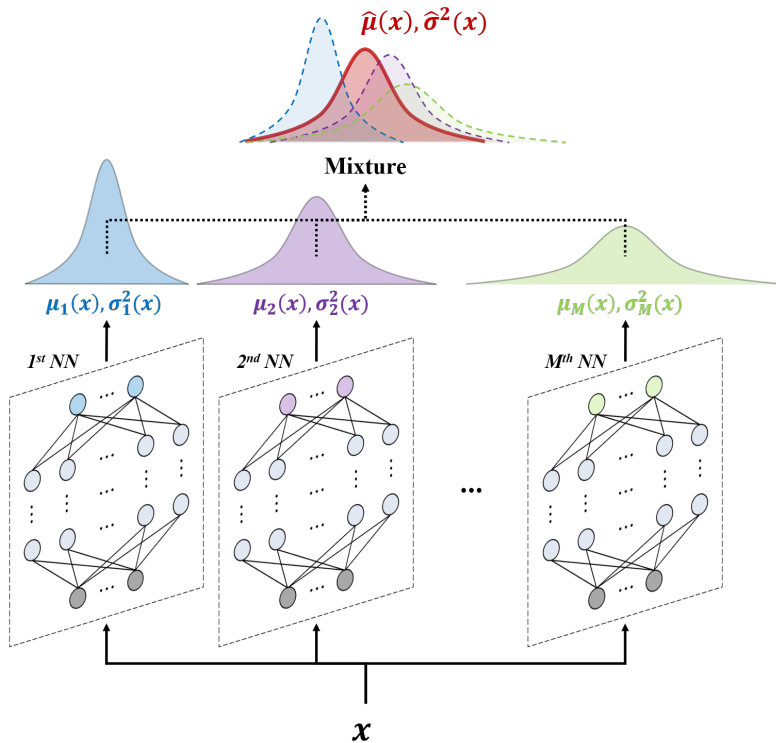 μ̂(x), σ̂²(x)
Mixture
μ₁(x), σ₁²(x)
μ₂(x), σ₂²(x)
μ_M(x), σ_M²(x)
1ˢᵗ NN
2ⁿᵈ NN
Mᵗʰ NN
...
x